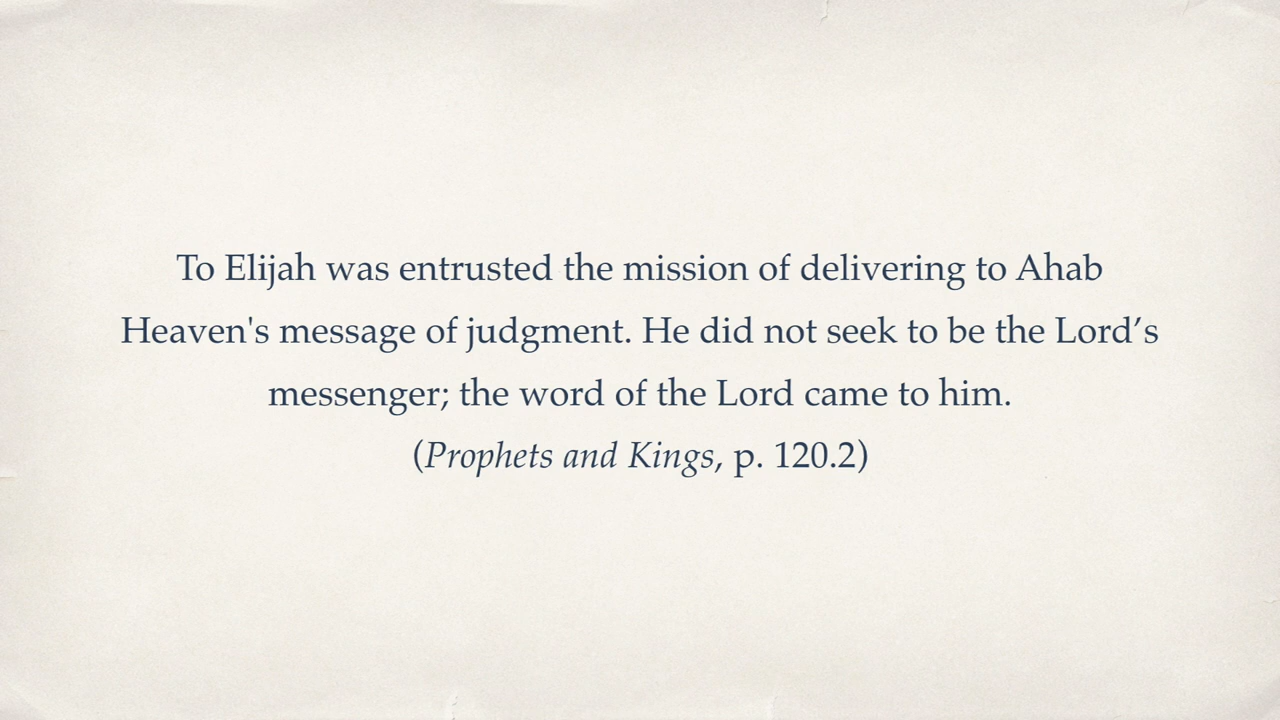 To Elijah was entrusted the mission of delivering to Ahab
Heaven's message of judgment. He did not seek to be the Lord’s
messenger; the word of the Lord came to him.
(Prophets and Kings, p. 120.2)